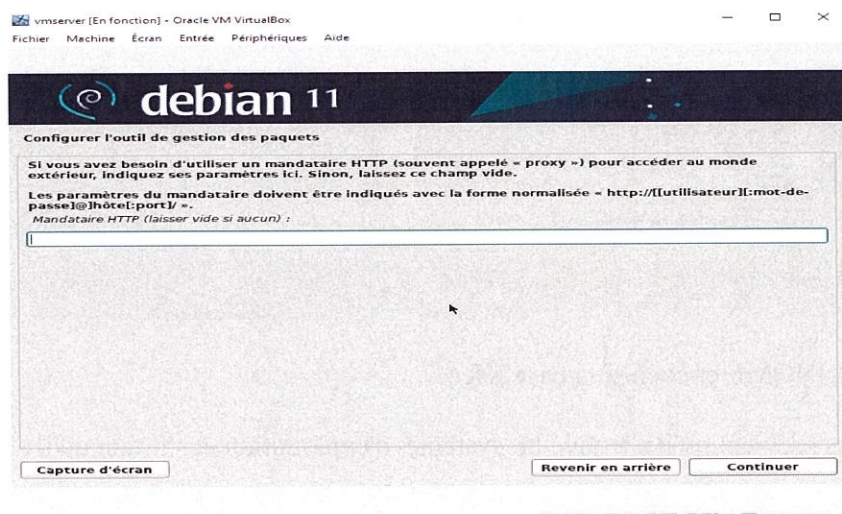 vmserver [En fonction] - Oracle VM VirtualBox
Fichier Machine Écran Entrée Périphériques Aide
debian 11
Configurer l'outil de gestion des paquets
Si vous avez besoin d'utiliser un mandataire HTTP (souvent appelé « proxy ») pour accéder au monde
extérieur, indiquez ses paramètres ici. Sinon, laissez ce champ vide.
Les paramètres du mandataire doivent être indiqués avec la forme normalisée « http://[[utilisateur][:mot-de-
passe]@]hôte[:port]/ ».
Mandataire HTTP (laisser vide si aucun) :
Capture d'écran
Revenir en arrière
Continuer